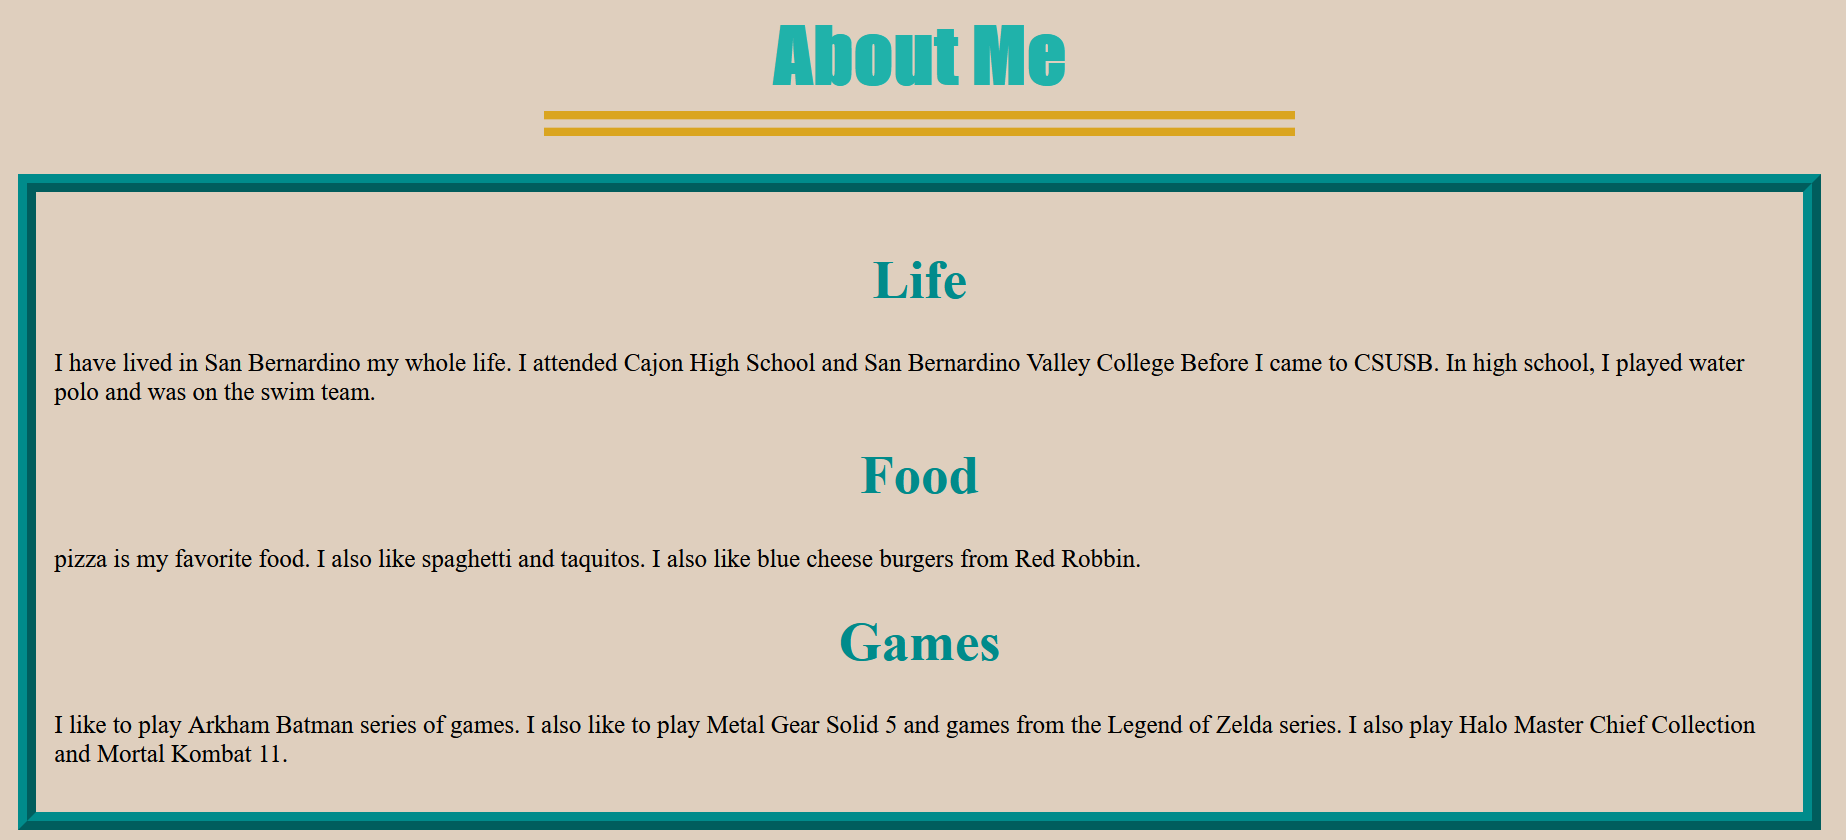 About Me
Life
I have lived in San Bernardino my whole life. I attended Cajon High School and San Bernardino Valley College Before I came to CSUSB. In high school, I played water
polo and was on the swim team.
Food
pizza is my favorite food. I also like spaghetti and taquitos. I also like blue cheese burgers from Red Robbin.
Games
I like to play Arkham Batman series of games. I also like to play Metal Gear Solid 5 and games from the Legend of Zelda series. I also play Halo Master Chief Collection
and Mortal Kombat 11.